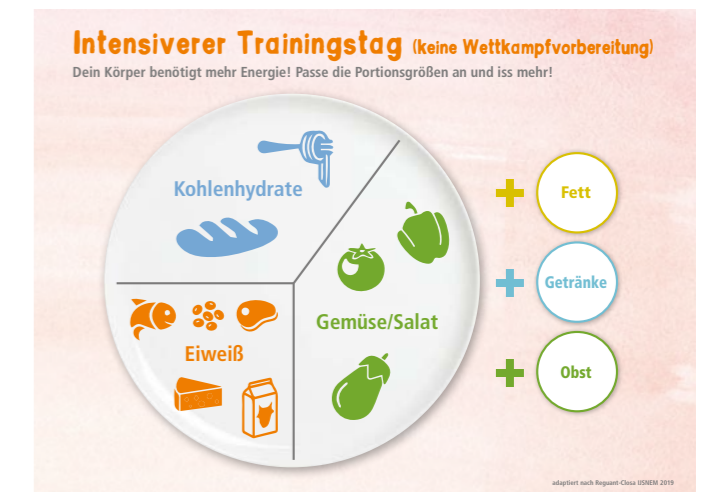 Intensiverer Trainingstag (keine Wettkampfvorbereitung)
Dein Körper benötigt mehr Energie! Passe die Portionsgrößen an und iss mehr!
Kohlenhydrate
Fett
Getränke
Gemüse/Salat
Eiweiß
Obst
adaptiert nach Reguant-Closa USNEM 2019